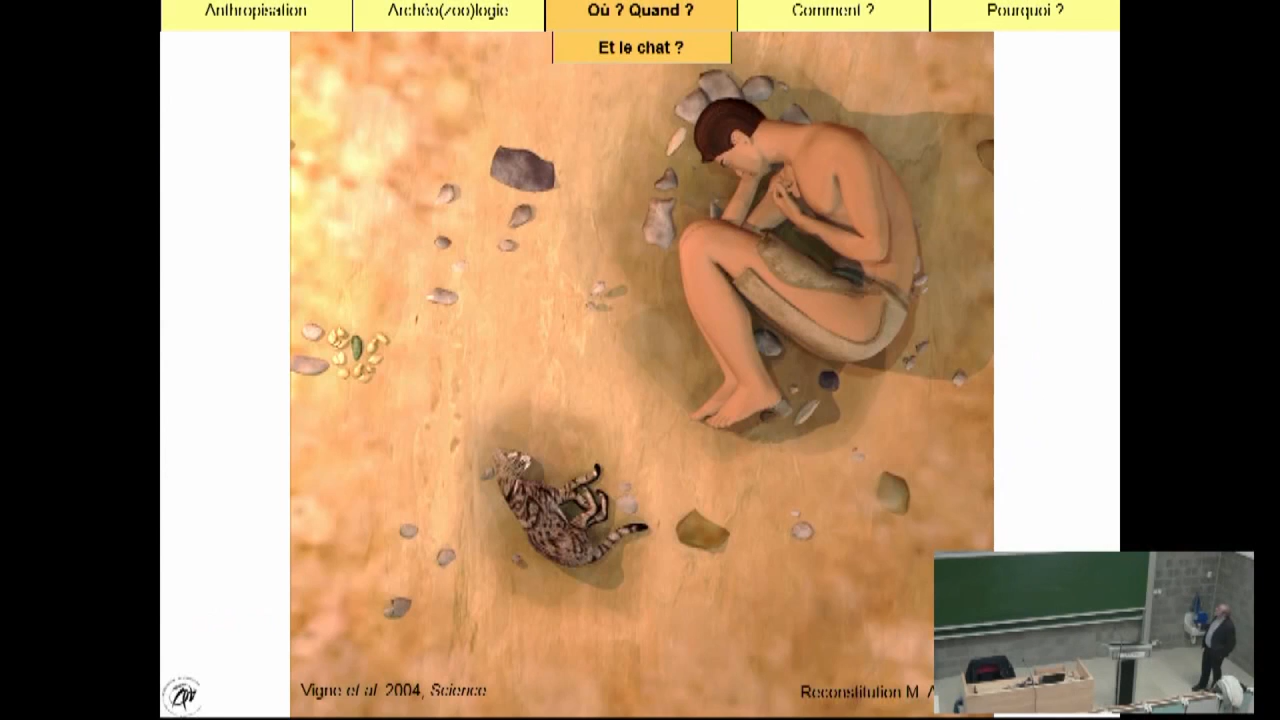 Anthropisation
Archéo(zoo)logie
Où ? Quand ?
Comment ?
Pourquoi ?
Et le chat ?
Vigne et al. 2004, Science
Reconstitution M.